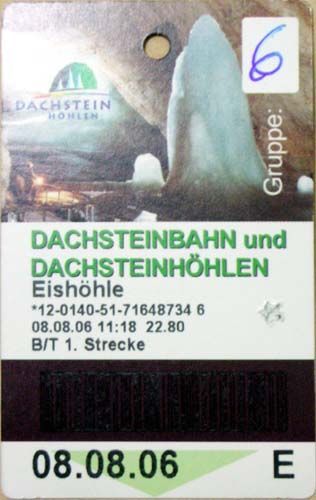 6
DACHSTEIN
HÖHLEN
Gruppe:
DACHSTEINBAHN und
DACHSTEINHÖHLEN
Eishöhle
*12-0140-51-71648734 6
08.08.06 11:18 22.80
B/T 1. Strecke
08.08.06 E